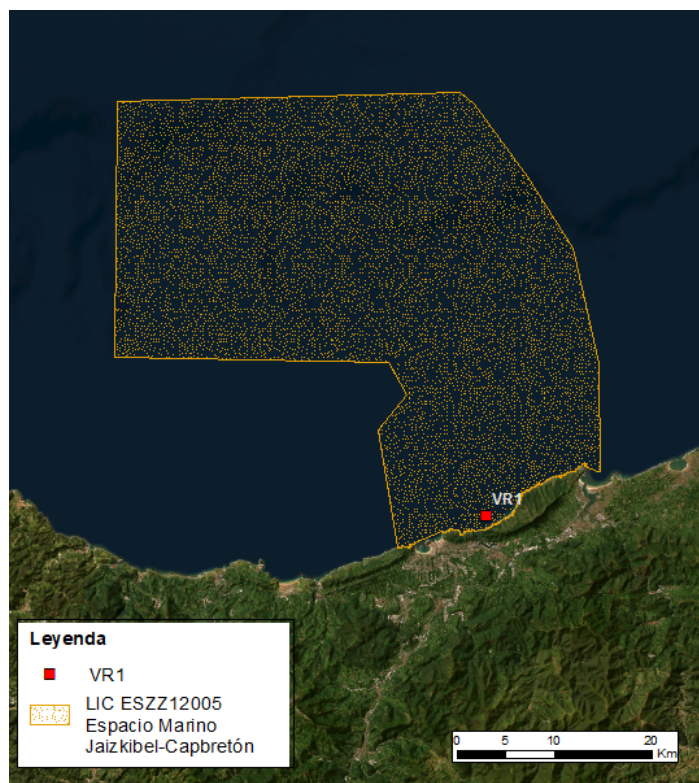 VR1
Leyenda
VR1
LIC ESZZ12005
Espacio Marino
Jaizkibel-Capbretón
0 5 10 20
Km